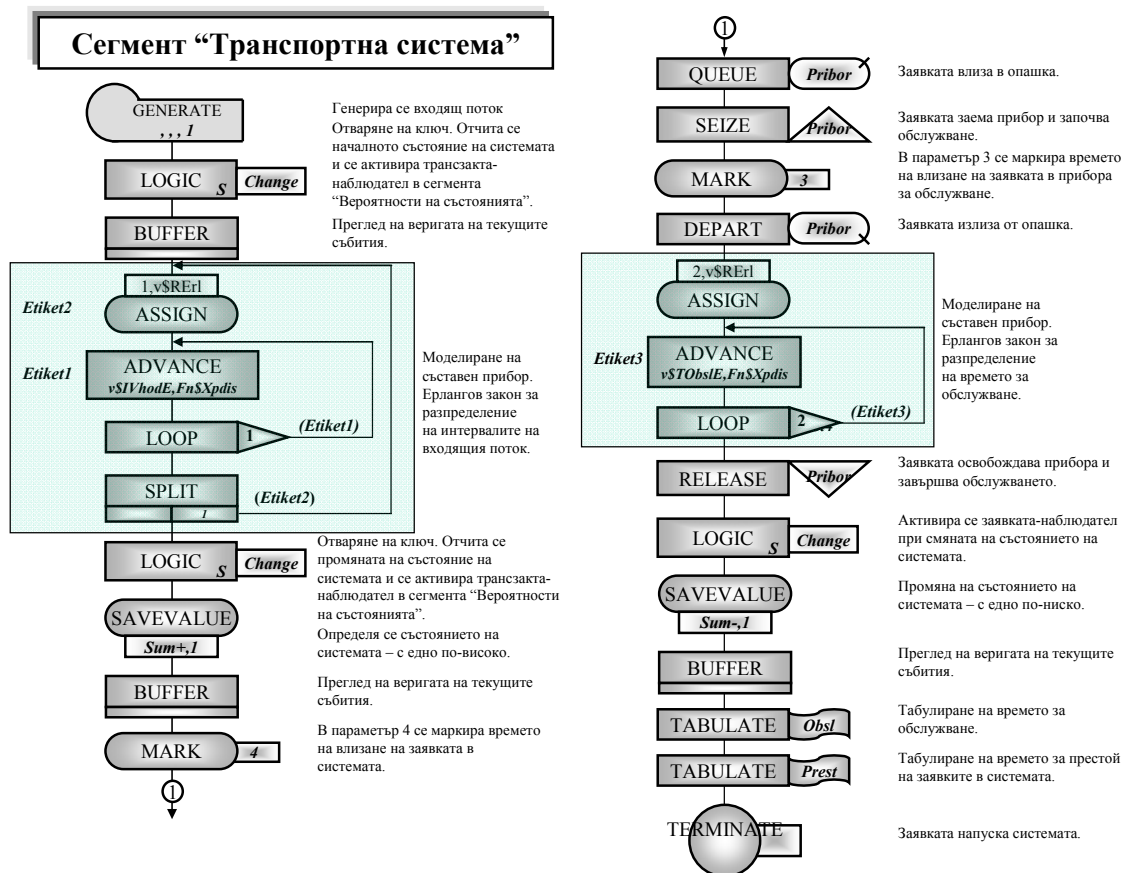 Сегмент “Транспортна система”
GENERATE
, , , 1
Генерира се входящ поток
Отваряне на ключ. Отчита се
началното състояние на системата
и се активира трансзакта-
наблюдател в сегмента
“Вероятности на състоянията”.
LOGIC
S
Change
BUFFER
Преглед на веригата на текущите
събития.
Etiket2
1,v$RErl
ASSIGN
Etiket1
ADVANCE
v$IVhodE,Fn$Xpdis
LOOP
1
(Etiket1)
SPLIT
1
(Etiket2)
Моделиране на
съставен прибор.
Ерлангов закон за
разпределение
на интервалите на
входящия поток.
LOGIC
S
Change
Отваряне на ключ. Отчита се
промяната на състояние на
системата и се активира трансзакта-
наблюдател в сегмента “Вероятности
на състоянията”.
SAVEVALUE
Sum+,1
Определя се състоянието на
системата – с едно по-високо.
BUFFER
Преглед на веригата на текущите
събития.
MARK
4
В параметър 4 се маркира времето
на влизане на заявката в
системата.
1
1
QUEUE
Pribor
Заявката влиза в опашка.
SEIZE
Pribor
Заявката заема прибор и започва
обслужване.
MARK
3
В параметър 3 се маркира времето
на влизане на заявката в прибора
за обслужване.
DEPART
Pribor
Заявката излиза от опашка.
2,v$RErl
ASSIGN
Etiket3
ADVANCE
v$TObslE,Fn$Xpdis
LOOP
2
(Etiket3)
Моделиране на
съставен прибор.
Ерлангов закон за
разпределение
на времето за
обслужване.
RELEASE
Pribor
Заявката освобождава прибора и
завършва обслужването.
LOGIC
S
Change
Активира се заявката-наблюдател
при смяната на състоянието на
системата.
SAVEVALUE
Sum-,1
Промяна на състоянието на
системата – с едно по-ниско.
BUFFER
Преглед на веригата на текущите
събития.
TABULATE
Obsl
Табулиране на времето за
обслужване.
TABULATE
Prest
Табулиране на времето за престой
на заявките в системата.
TERMINATE
Заявката напуска системата.